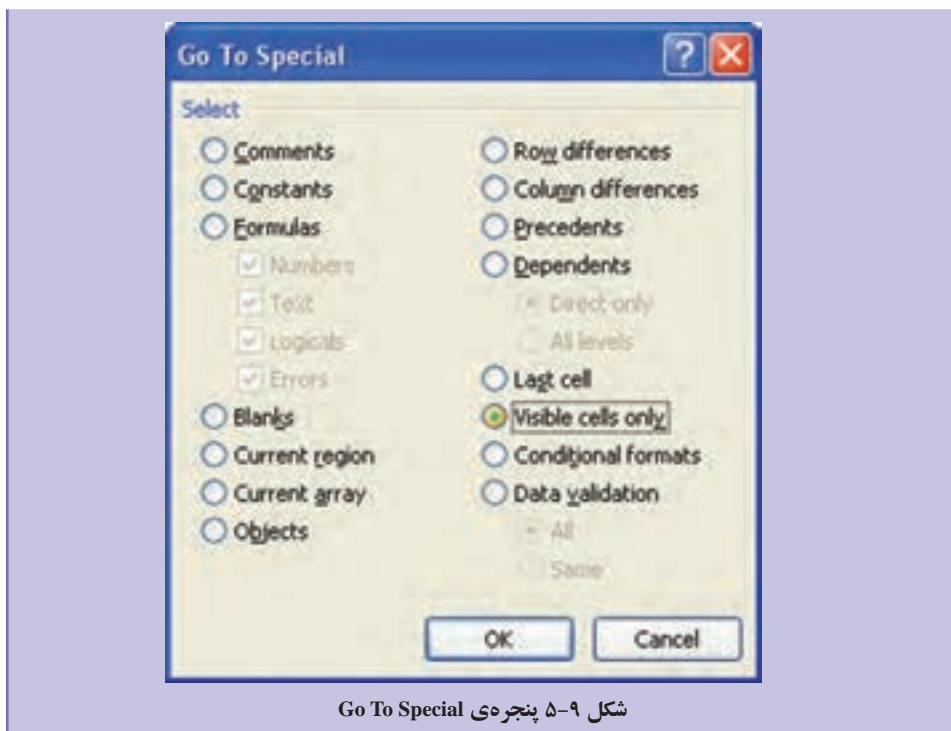 Go To Special
Select
Comments
Constants
Formulas
Numbers
Text
Logicals
Errors
Blanks
Current region
Current array
Objects
Row differences
Column differences
Precedents
Dependents
Direct only
All levels
Last cell
Visible cells only
Conditional formats
Data validation
All
Same
OK
Cancel
شکل ۹-۵ پنجره‌ی Go To Special